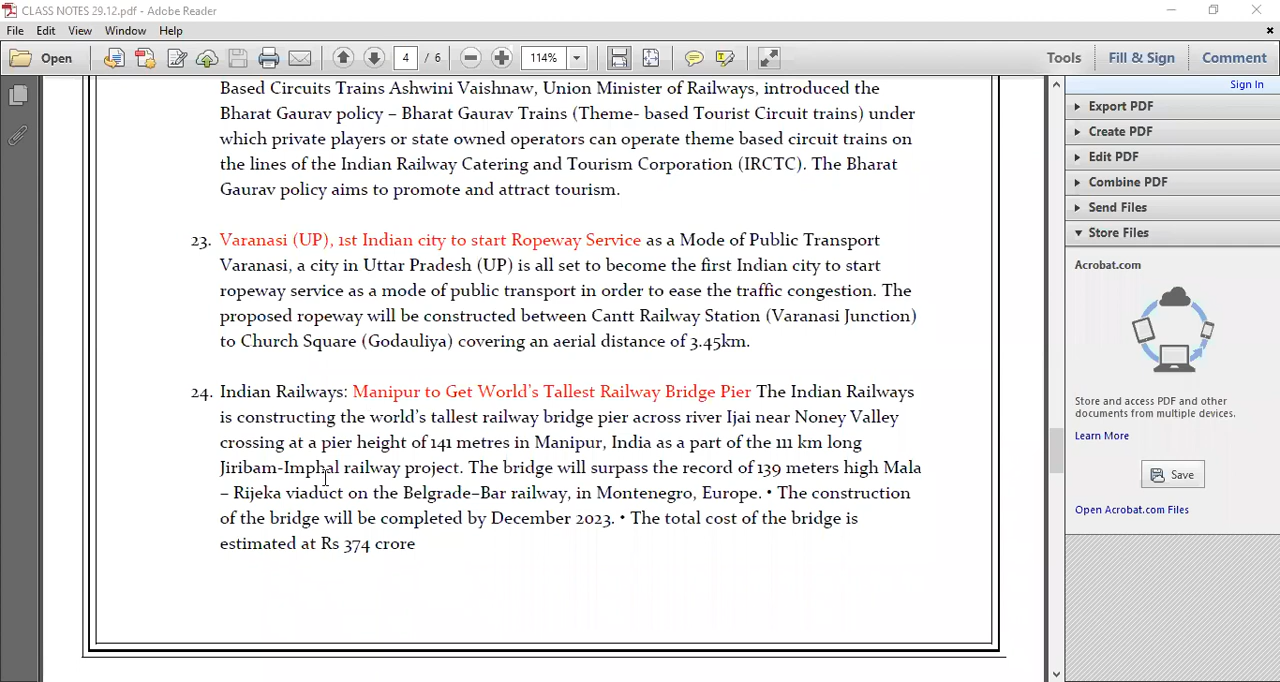 CLASS NOTES 29.12.pdf - Adobe Reader
File Edit View Window Help
Open 4 / 6 114% Tools Fill & Sign Comment
Sign In
Export PDF
Create PDF
Edit PDF
Combine PDF
Send Files
Store Files
Acrobat.com
Store and access PDF and other
documents from multiple devices.
Learn More
Save
Open Acrobat.com Files
Based Circuits Trains Ashwini Vaishnaw, Union Minister of Railways, introduced the
Bharat Gaurav policy – Bharat Gaurav Trains (Theme- based Tourist Circuit trains) under
which private players or state owned operators can operate theme based circuit trains on
the lines of the Indian Railway Catering and Tourism Corporation (IRCTC). The Bharat
Gaurav policy aims to promote and attract tourism.
23. Varanasi (UP), 1st Indian city to start Ropeway Service as a Mode of Public Transport
Varanasi, a city in Uttar Pradesh (UP) is all set to become the first Indian city to start
ropeway service as a mode of public transport in order to ease the traffic congestion. The
proposed ropeway will be constructed between Cantt Railway Station (Varanasi Junction)
to Church Square (Godauliya) covering an aerial distance of 3.45km.
24. Indian Railways: Manipur to Get World's Tallest Railway Bridge Pier The Indian Railways
is constructing the world's tallest railway bridge pier across river Ijai near Noney Valley
crossing at a pier height of 141 metres in Manipur, India as a part of the 111 km long
Jiribam-Imphal railway project. The bridge will surpass the record of 139 meters high Mala
– Rijeka viaduct on the Belgrade–Bar railway, in Montenegro, Europe. • The construction
of the bridge will be completed by December 2023. • The total cost of the bridge is
estimated at Rs 374 crore